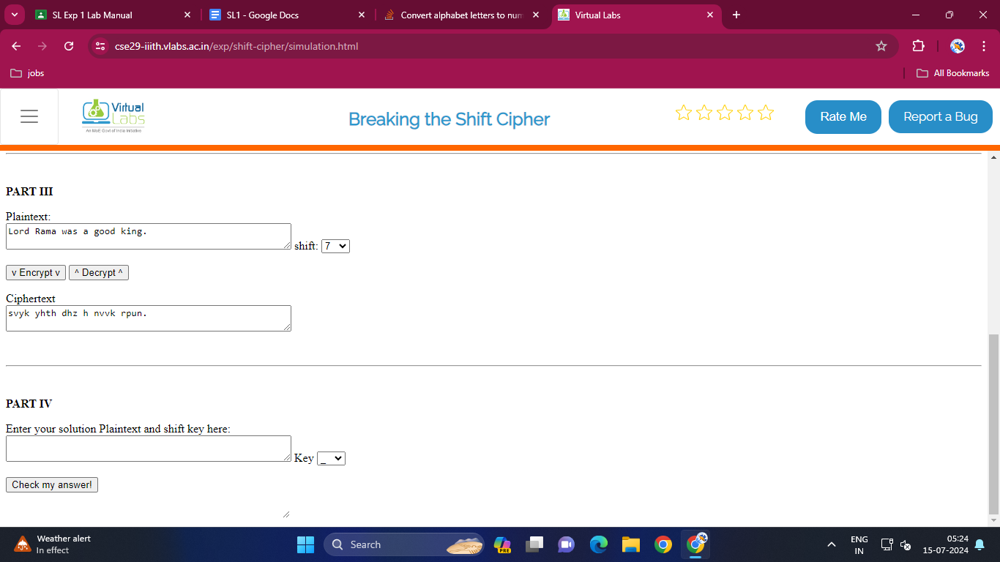 SL Exp 1 Lab Manual
SL1 - Google Docs
Convert alphabet letters to num
Virtual Labs
cse29-iiith.vlabs.ac.in/exp/shift-cipher/simulation.html
jobs
All Bookmarks
Virtual
Labs
An MoE Govt of India Initiative
Breaking the Shift Cipher
Rate Me
Report a Bug
PART III
Plaintext:
Lord Rama was a good king.
shift: 7
v Encrypt v ^ Decrypt ^
Ciphertext
svyk yhth dhz h nvvk rpun.
PART IV
Enter your solution Plaintext and shift key here:
Key _
Check my answer!
Weather alert
In effect
Search
PRE
ENG
IN
05:24
15-07-2024